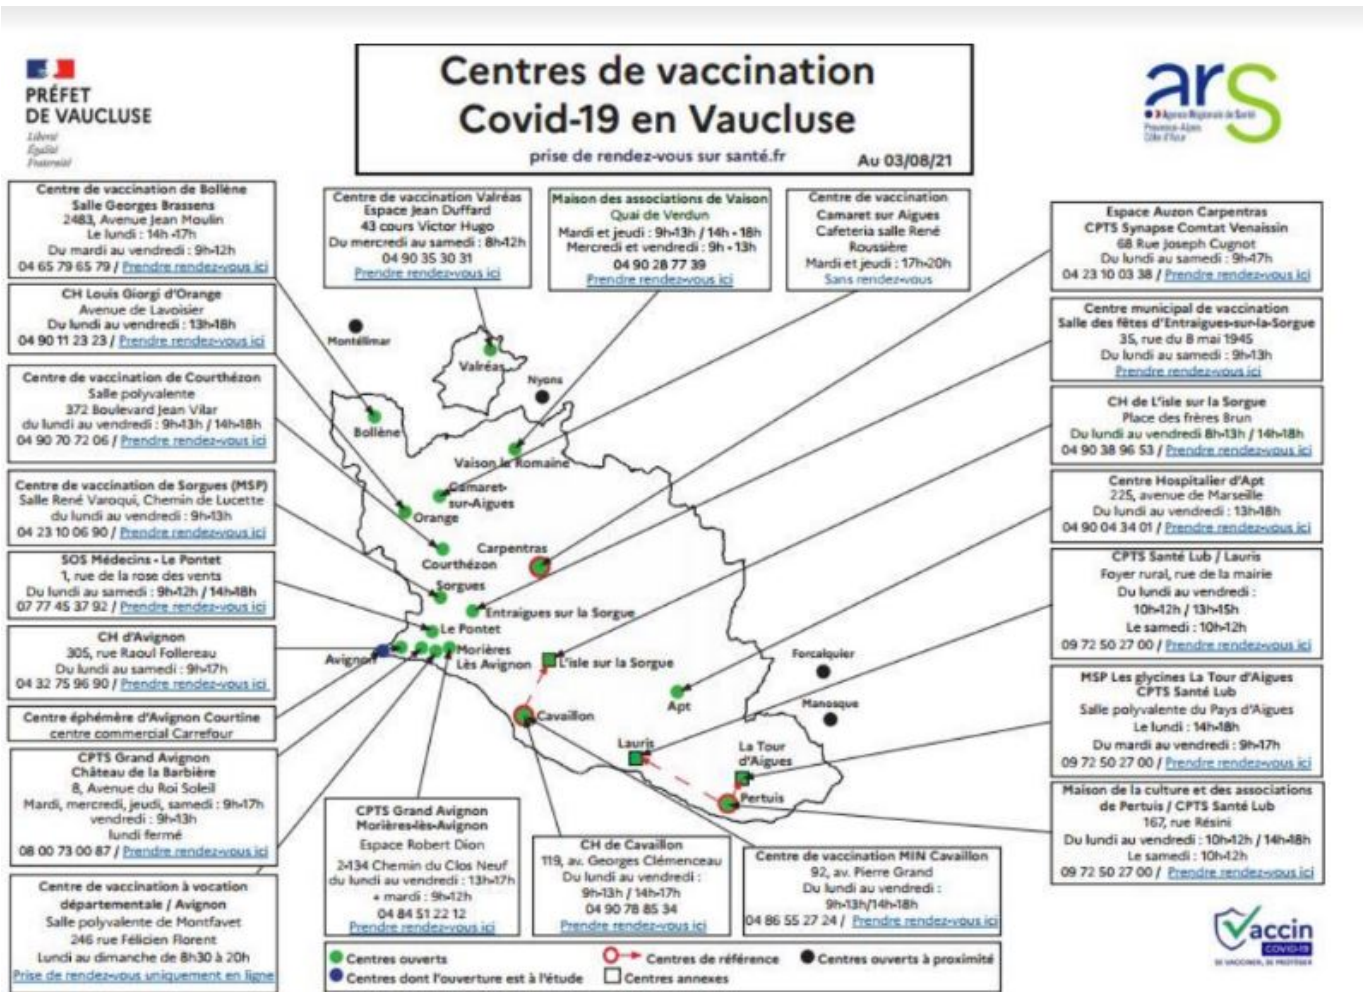 PRÉFET
DE VAUCLUSE
Liberté
Égalité
Fraternité
Centres de vaccination
Covid-19 en Vaucluse
prise de rendez-vous sur santé.fr
Au 03/08/21
ars
Agence Régionale de Santé
Provence-Alpes
Côte d'Azur
Centre de vaccination de Bollène
Salle Georges Brassens
2483, Avenue Jean Moulin
Le lundi : 14h-17h
Du mardi au vendredi : 9h-12h
04 65 79 65 79 / Prendre rendez-vous ici
CH Louis Giorgi d'Orange
Avenue de Lavoisier
Du lundi au vendredi : 13h-18h
04 90 11 23 23 / Prendre rendez-vous ici
Centre de vaccination de Courthézon
Salle polyvalente
372 Boulevard Jean Vilar
du lundi au vendredi : 9h-13h / 14h-18h
04 90 70 72 06 / Prendre rendez-vous ici
Centre de vaccination de Sorgues (MSP)
Salle René Varoqui, Chemin de Lucette
du lundi au vendredi : 9h-13h
04 23 10 06 90 / Prendre rendez-vous ici
SOS Médecins - Le Pontet
1, rue de la rose des vents
Du lundi au samedi : 9h-12h / 14h-18h
07 77 45 37 92 / Prendre rendez-vous ici
CH d'Avignon
305, rue Raoul Follereau
Du lundi au samedi : 9h-17h
04 32 75 96 90 / Prendre rendez-vous ici
Centre éphémère d'Avignon Courtine
centre commercial Carrefour
CPTS Grand Avignon
Château de la Barbière
8, Avenue du Roi Soleil
Mardi, mercredi, jeudi, samedi : 9h-17h
vendredi : 9h-13h
lundi fermé
08 00 73 00 87 / Prendre rendez-vous ici
Centre de vaccination à vocation
départementale / Avignon
Salle polyvalente de Montfavet
246 rue Félicien Florent
Lundi au dimanche de 8h30 à 20h
Prise de rendez-vous uniquement en ligne
Centre de vaccination Valréas
Espace Jean Duffard
43 cours Victor Hugo
Du mercredi au samedi : 8h-12h
04 90 35 30 31
Prendre rendez-vous ici
Maison des associations de Vaison
Quai de Verdun
Mardi et jeudi : 9h-13h / 14h - 18h
Mercredi et vendredi : 9h - 13h
04 90 28 77 39
Prendre rendez-vous ici
Centre de vaccination
Camaret sur Aigues
Cafeteria salle René
Roussière
Mardi et jeudi : 17h-20h
Sans rendez-vous
Espace Auzon Carpentras
CPTS Synapse Comtat Venaissin
68 Rue Joseph Cugnot
Du lundi au samedi : 9h-17h
04 23 10 03 38 / Prendre rendez-vous ici
Centre municipal de vaccination
Salle des fêtes d'Entraigues-sur-la-Sorgue
35, rue du 8 mai 1945
Du lundi au samedi : 9h-13h
Prendre rendez-vous ici
CH de L'isle sur la Sorgue
Place des frères Brun
Du lundi au vendredi 8h-13h / 14h-18h
04 90 38 96 53 / Prendre rendez-vous ici
Centre Hospitalier d'Apt
225, avenue de Marseille
Du lundi au vendredi : 13h-18h
04 90 04 34 01 / Prendre rendez-vous ici
CPTS Santé Lub / Lauris
Foyer rural, rue de la mairie
Du lundi au vendredi :
10h-12h / 13h-15h
Le samedi : 10h-12h
09 72 50 27 00 / Prendre rendez-vous ici
MSP Les glycines La Tour d'Aigues
CPTS Santé Lub
Salle polyvalente du Pays d'Aigues
Le lundi : 14h-18h
Du mardi au vendredi : 9h-17h
09 72 50 27 00 / Prendre rendez-vous ici
Maison de la culture et des associations
de Pertuis / CPTS Santé Lub
167, rue Résini
Du lundi au vendredi : 10h-12h / 14h-18h
Le samedi : 10h-12h
09 72 50 27 00 / Prendre rendez-vous ici
Montélimar
Valréas
Nyons
Bollène
Vaison la Romaine
Camaret-
sur-Aigues
Orange
Carpentras
Courthézon
Sorgues
Entraigues sur la Sorgue
Le Pontet
Avignon
Morières
Lès Avignon
L'isle sur la Sorgue
Forcalquier
Apt
Manosque
Cavaillon
Lauris
La Tour
d'Aigues
Pertuis
CPTS Grand Avignon
Morières-lès-Avignon
Espace Robert Dion
2-134 Chemin du Clos Neuf
du lundi au vendredi : 13h-17h
+ mardi : 9h-12h
04 84 51 22 12
Prendre rendez-vous ici
CH de Cavaillon
119, av. Georges Clémenceau
Du lundi au vendredi :
9h-13h / 14h-17h
04 90 78 85 34
Prendre rendez-vous ici
Centre de vaccination MIN Cavaillon
92, av. Pierre Grand
Du lundi au vendredi :
9h-13h/14h-18h
04 86 55 27 24 / Prendre rendez-vous ici
Centres ouverts
Centres de référence
Centres ouverts à proximité
Centres dont l'ouverture est à l'étude
Centres annexes
Vaccin
COVID-19
SE VACCINER, SE PROTÉGER